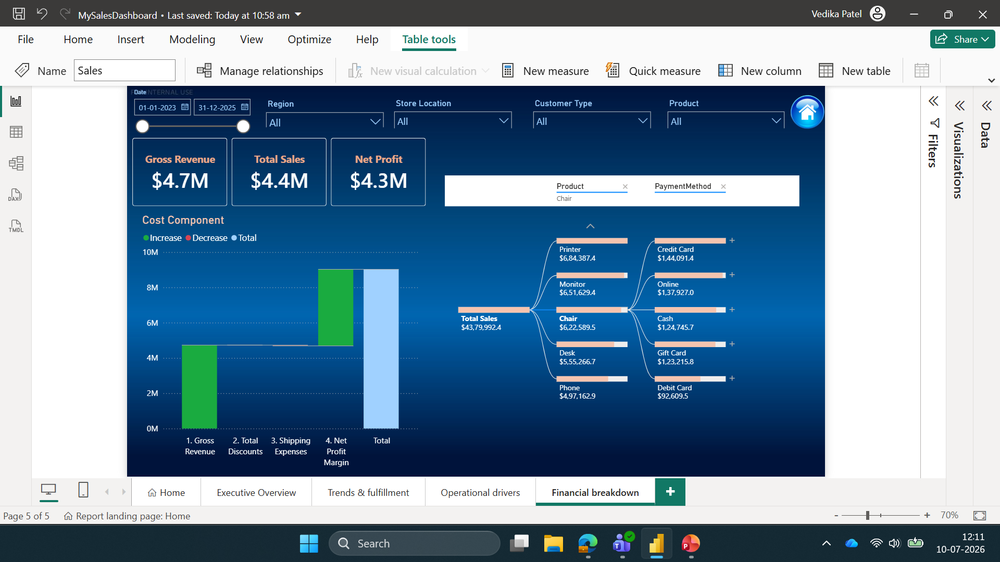 MySalesDashboard • Last saved: Today at 10:58 am
Vedika Patel
File
Home
Insert
Modeling
View
Optimize
Help
Table tools
Share
Name
Sales
Manage relationships
New visual calculation
New measure
Quick measure
New column
New table
INTERNAL USE
Date
01-01-2023
31-12-2025
Region
All
Store Location
All
Customer Type
All
Product
All
Gross Revenue
$4.7M
Total Sales
$4.4M
Net Profit
$4.3M
Product
Chair
PaymentMethod
Cost Component
Increase
Decrease
Total
10M
8M
6M
4M
2M
0M
1. Gross
Revenue
2. Total
Discounts
3. Shipping
Expenses
4. Net
Profit
Margin
Total
Total Sales
$43,79,992.4
Printer
$6,84,387.4
Monitor
$6,51,629.4
Chair
$6,22,589.5
Desk
$5,55,266.7
Phone
$4,97,162.9
Credit Card
$1,44,091.4
Online
$1,37,927.0
Cash
$1,24,745.7
Gift Card
$1,23,215.8
Debit Card
$92,609.5
Filters
Visualizations
Data
DAX
TMDL
Home
Executive Overview
Trends & fulfillment
Operational drivers
Financial breakdown
Page 5 of 5
Report landing page: Home
70%
Search
12:11
10-07-2026